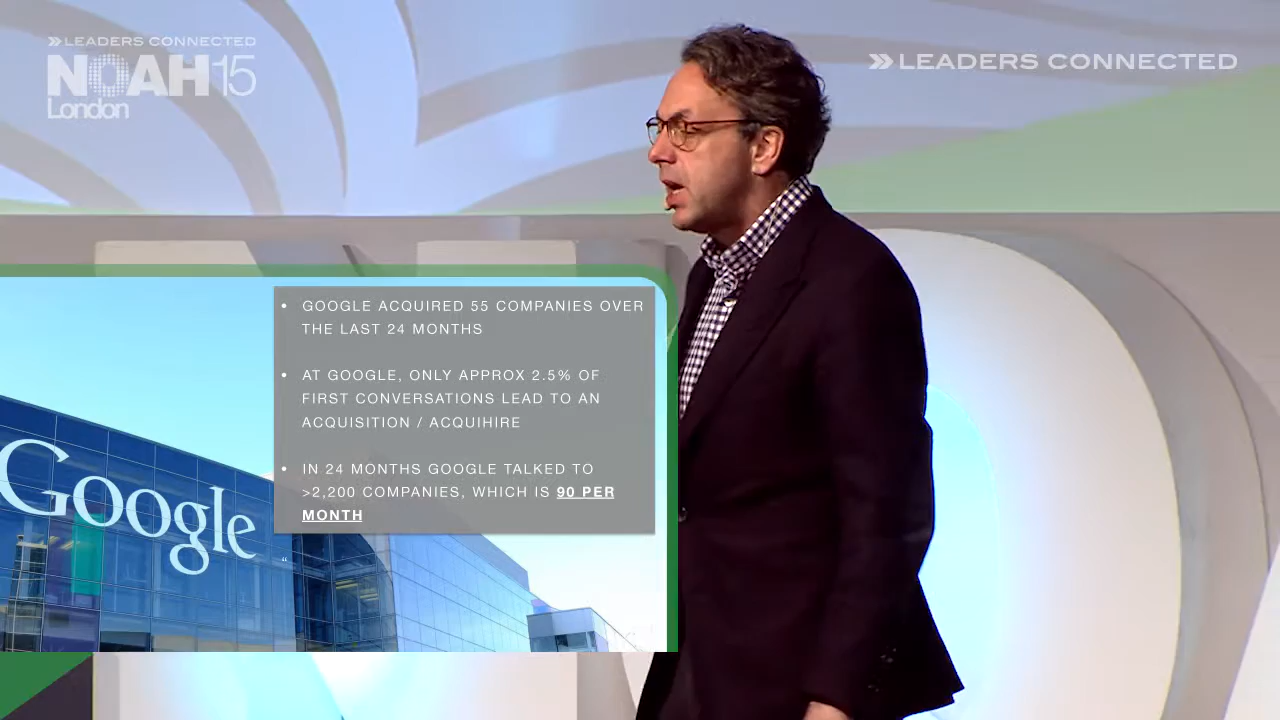 LEADERS CONNECTED
NOAH15
London
LEADERS CONNECTED
• GOOGLE ACQUIRED 55 COMPANIES OVER
THE LAST 24 MONTHS
• AT GOOGLE, ONLY APPROX 2.5% OF
FIRST CONVERSATIONS LEAD TO AN
ACQUISITION / ACQUIHIRE
• IN 24 MONTHS GOOGLE TALKED TO
>2,200 COMPANIES, WHICH IS 90 PER
MONTH
Google
“